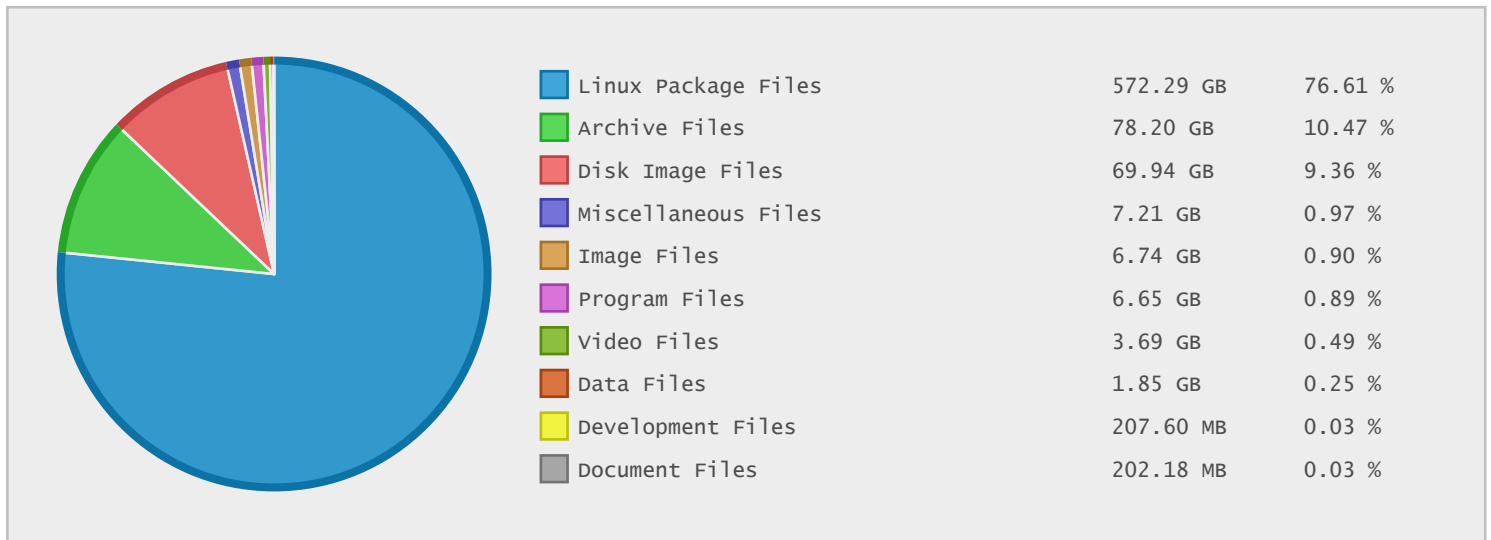 Linux Package Files 572.29 GB 76.61 %
Archive Files 78.20 GB 10.47 %
Disk Image Files 69.94 GB 9.36 %
Miscellaneous Files 7.21 GB 0.97 %
Image Files 6.74 GB 0.90 %
Program Files 6.65 GB 0.89 %
Video Files 3.69 GB 0.49 %
Data Files 1.85 GB 0.25 %
Development Files 207.60 MB 0.03 %
Document Files 202.18 MB 0.03 %